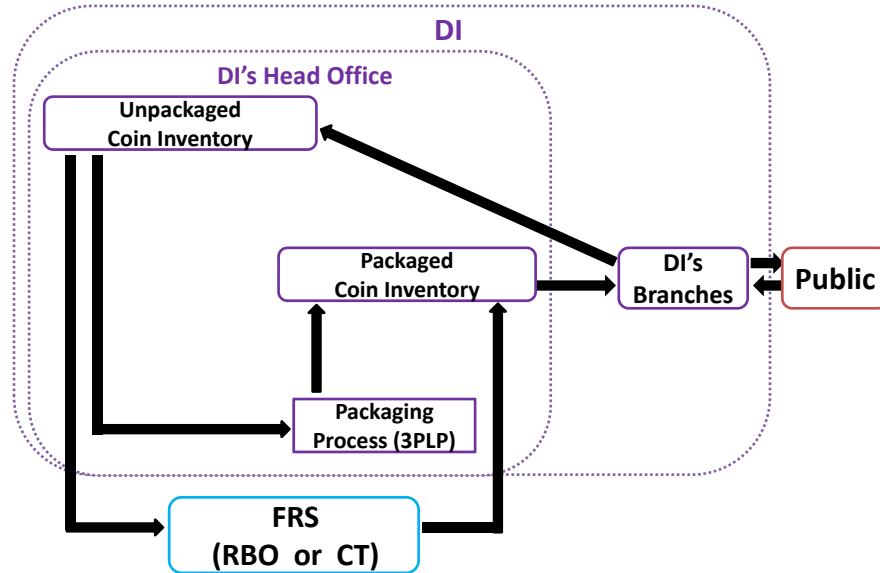 DI
DI's Head Office
Unpackaged
Coin Inventory
Packaged
Coin Inventory
DI's
Branches
Public
Packaging
Process (3PLP)
FRS
(RBO or CT)